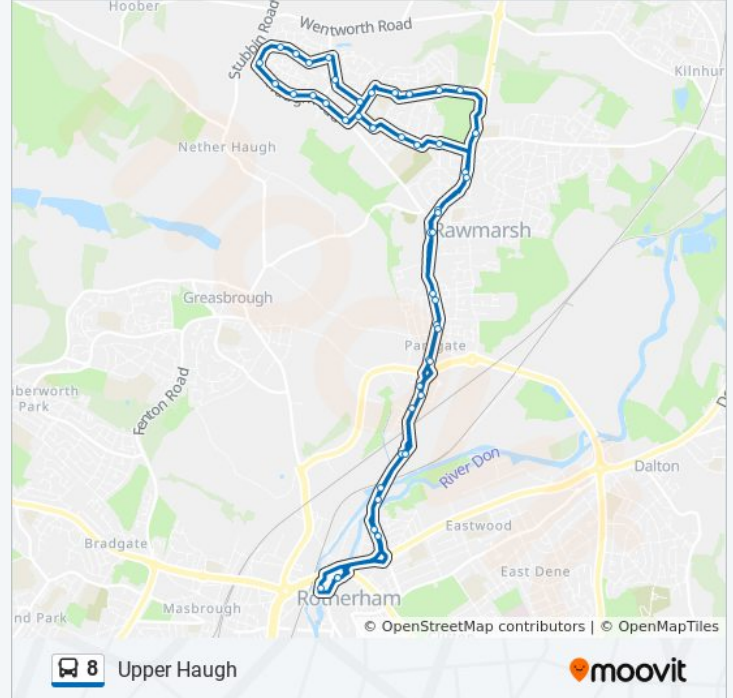 Hoober
Wentworth Road
Stubbin Road
Kilnhur
Nether Haugh
Rawmarsh
Greasbrough
Parkgate
berworth
Park
Fenton Road
River Don
Dalton
Eastwood
Bradgate
East Dene
Rotherham
Masbrough
nd Park
© OpenStreetMap contributors | © OpenMapTiles
8 Upper Haugh
moovit